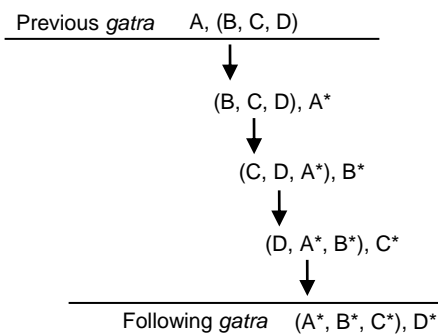 Previous gatra A, (B, C, D)
(B, C, D), A*
(C, D, A*), B*
(D, A*, B*), C*
Following gatra (A*, B*, C*), D*